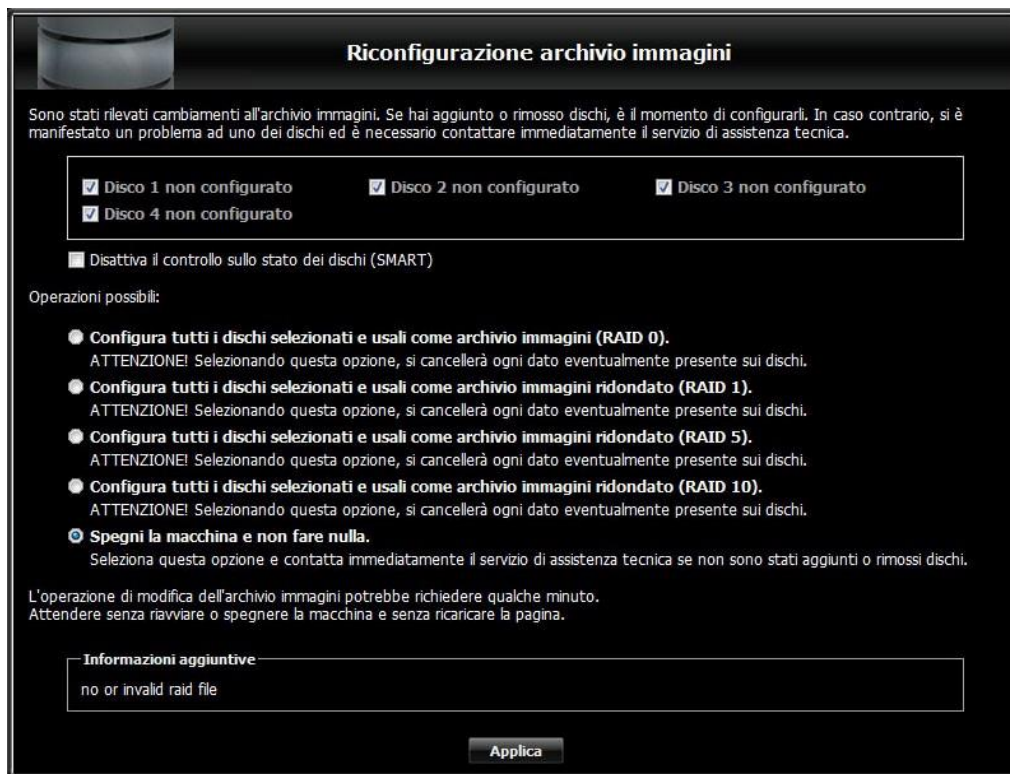 Riconfigurazione archivio immagini
Sono stati rilevati cambiamenti all'archivio immagini. Se hai aggiunto o rimosso dischi, è il momento di configurarli. In caso contrario, si è
manifestato un problema ad uno dei dischi ed è necessario contattare immediatamente il servizio di assistenza tecnica.
Disco 1 non configurato Disco 2 non configurato Disco 3 non configurato
Disco 4 non configurato
Disattiva il controllo sullo stato dei dischi (SMART)
Operazioni possibili:
Configura tutti i dischi selezionati e usali come archivio immagini (RAID 0).
ATTENZIONE! Selezionando questa opzione, si cancellerà ogni dato eventualmente presente sui dischi.
Configura tutti i dischi selezionati e usali come archivio immagini ridondato (RAID 1).
ATTENZIONE! Selezionando questa opzione, si cancellerà ogni dato eventualmente presente sui dischi.
Configura tutti i dischi selezionati e usali come archivio immagini ridondato (RAID 5).
ATTENZIONE! Selezionando questa opzione, si cancellerà ogni dato eventualmente presente sui dischi.
Configura tutti i dischi selezionati e usali come archivio immagini ridondato (RAID 10).
ATTENZIONE! Selezionando questa opzione, si cancellerà ogni dato eventualmente presente sui dischi.
Spegni la macchina e non fare nulla.
Seleziona questa opzione e contatta immediatamente il servizio di assistenza tecnica se non sono stati aggiunti o rimossi dischi.
L'operazione di modifica dell'archivio immagini potrebbe richiedere qualche minuto.
Attendere senza riavviare o spegnere la macchina e senza ricaricare la pagina.
Informazioni aggiuntive
no or invalid raid file
Applica